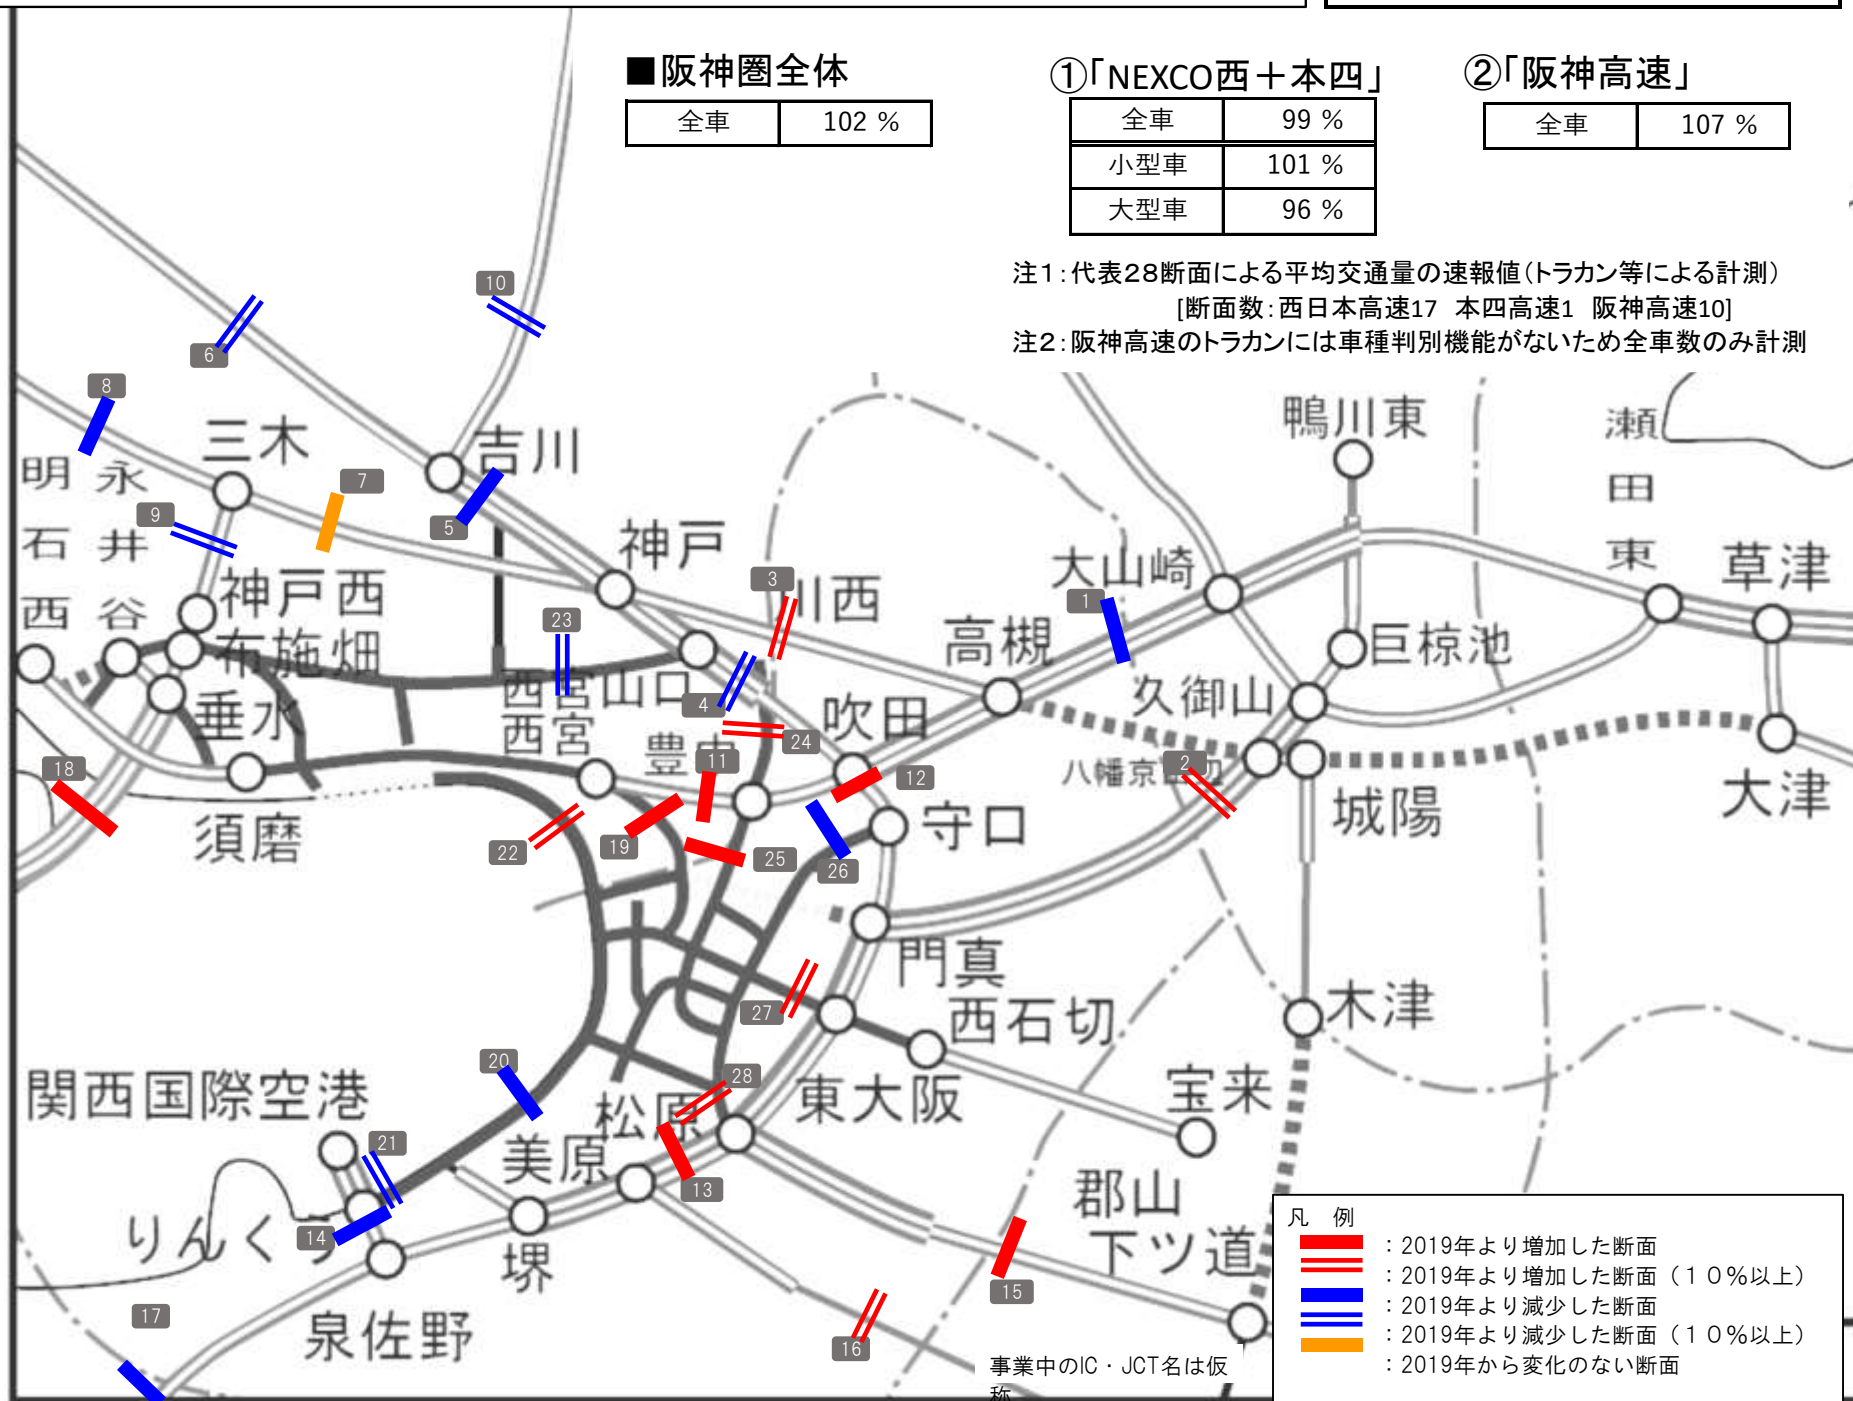 ■阪神圏全体
全車 102 %
①「NEXCO西＋本四」
全車 99 %
小型車 101 %
大型車 96 %
②「阪神高速」
全車 107 %
注１：代表２８断面による平均交通量の速報値（トラカン等による計測）
［断面数：西日本高速17 本四高速1 阪神高速10］
注２：阪神高速のトラカンには車種判別機能がないため全車数のみ計測
10
6
8
三木
吉川
鴨川東
瀬田東
明石西
永井谷
7
9
5
神戸
大山崎
草津
神戸西
3
川西
1
布施畑
23
高槻
巨椋池
西宮山口
久御山
垂水
4
吹田
西宮
24
豊中
11
18
12
八幡京田辺
2
大津
須磨
守口
城陽
22
19
25
26
門真
27
西石切
木津
20
28
関西国際空港
松原
東大阪
宝来
21
美原
13
郡山
りんくう
14
下ツ道
堺
15
17
泉佐野
16
事業中のIC・JCT名は仮
称
凡 例
：2019年より増加した断面
：2019年より増加した断面（１０％以上）
：2019年より減少した断面
：2019年より減少した断面（１０％以上）
：2019年から変化のない断面